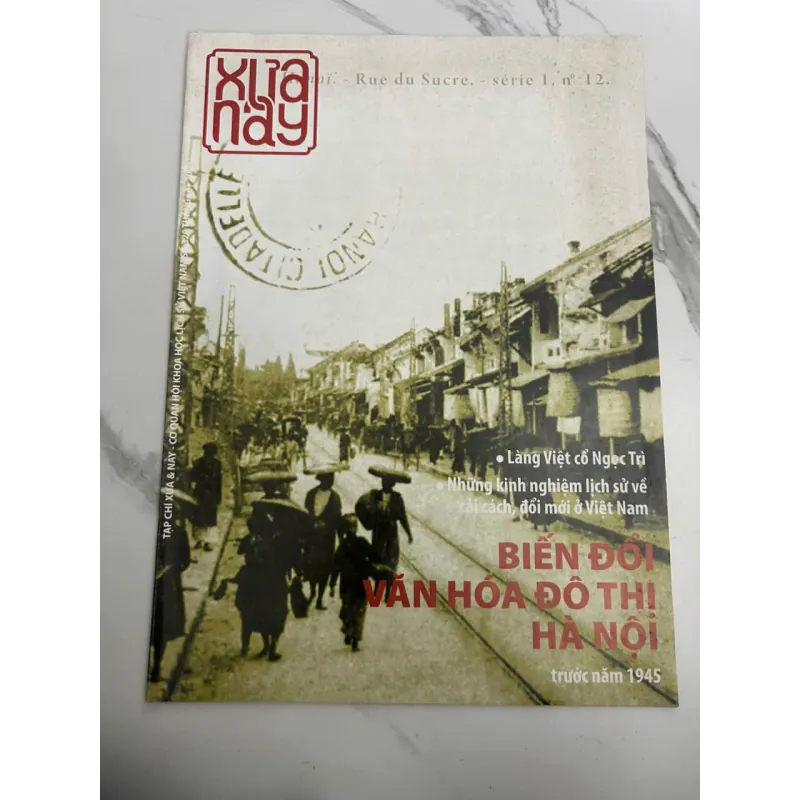 XƯA
NAY
- Rue du Sucre. - série 1, nº 12.
HANOI CITADELLE
TẠP CHÍ XƯA & NAY - CƠ QUAN HỘI KHOA HỌC LỊCH SỬ VIỆT NAM
• Làng Việt cổ Ngọc Trì
• Những kinh nghiệm lịch sử về
cải cách, đổi mới ở Việt Nam
BIẾN ĐỔI
VĂN HÓA ĐÔ THỊ
HÀ NỘI
trước năm 1945